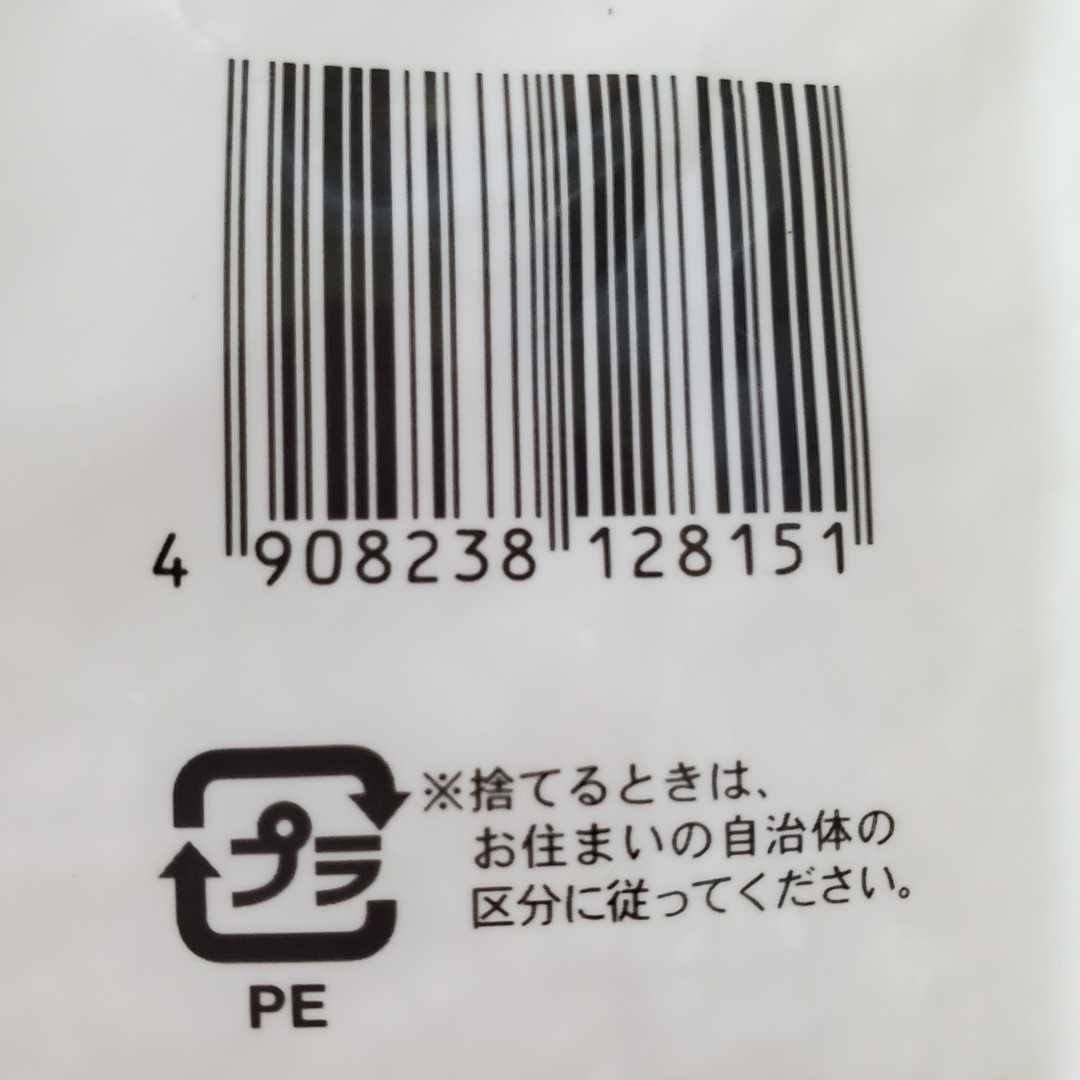 4 908238 128151
プラ
PE
※捨てるときは、
お住まいの自治体の
区分に従ってください。